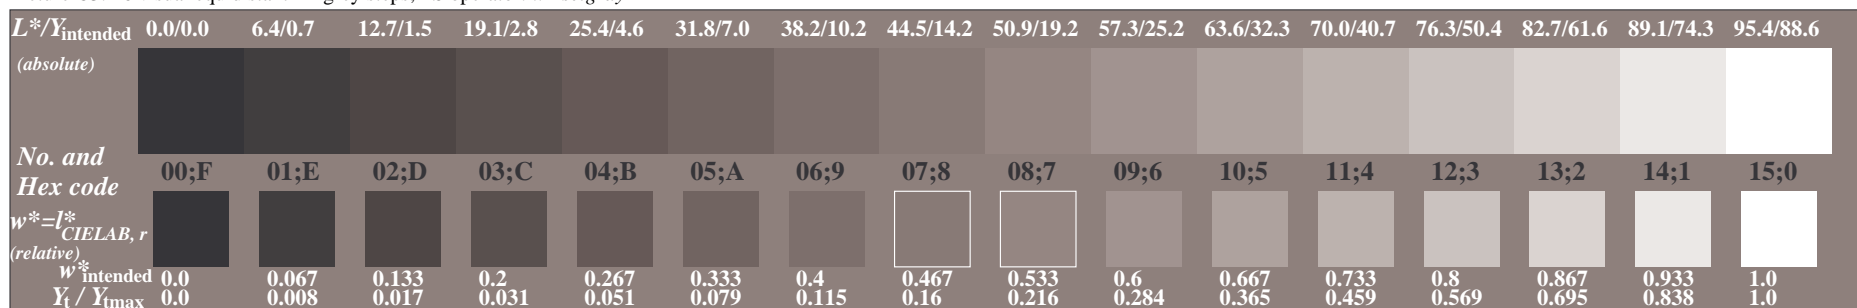 L*/Yintended 0.0/0.0 6.4/0.7 12.7/1.5 19.1/2.8 25.4/4.6 31.8/7.0 38.2/10.2 44.5/14.2 50.9/19.2 57.3/25.2 63.6/32.3 70.0/40.7 76.3/50.4 82.7/61.6 89.1/74.3 95.4/88.6
(absolute)
No. and
Hex code
00;F 01;E 02;D 03;C 04;B 05;A 06;9 07;8 08;7 09;6 10;5 11;4 12;3 13;2 14;1 15;0
w*=l*CIELAB, r
(relative)
w*intended 0.0 0.067 0.133 0.2 0.267 0.333 0.4 0.467 0.533 0.6 0.667 0.733 0.8 0.867 0.933 1.0
Yt / Ytmax 0.0 0.008 0.017 0.031 0.051 0.079 0.115 0.16 0.216 0.284 0.365 0.459 0.569 0.695 0.838 1.0